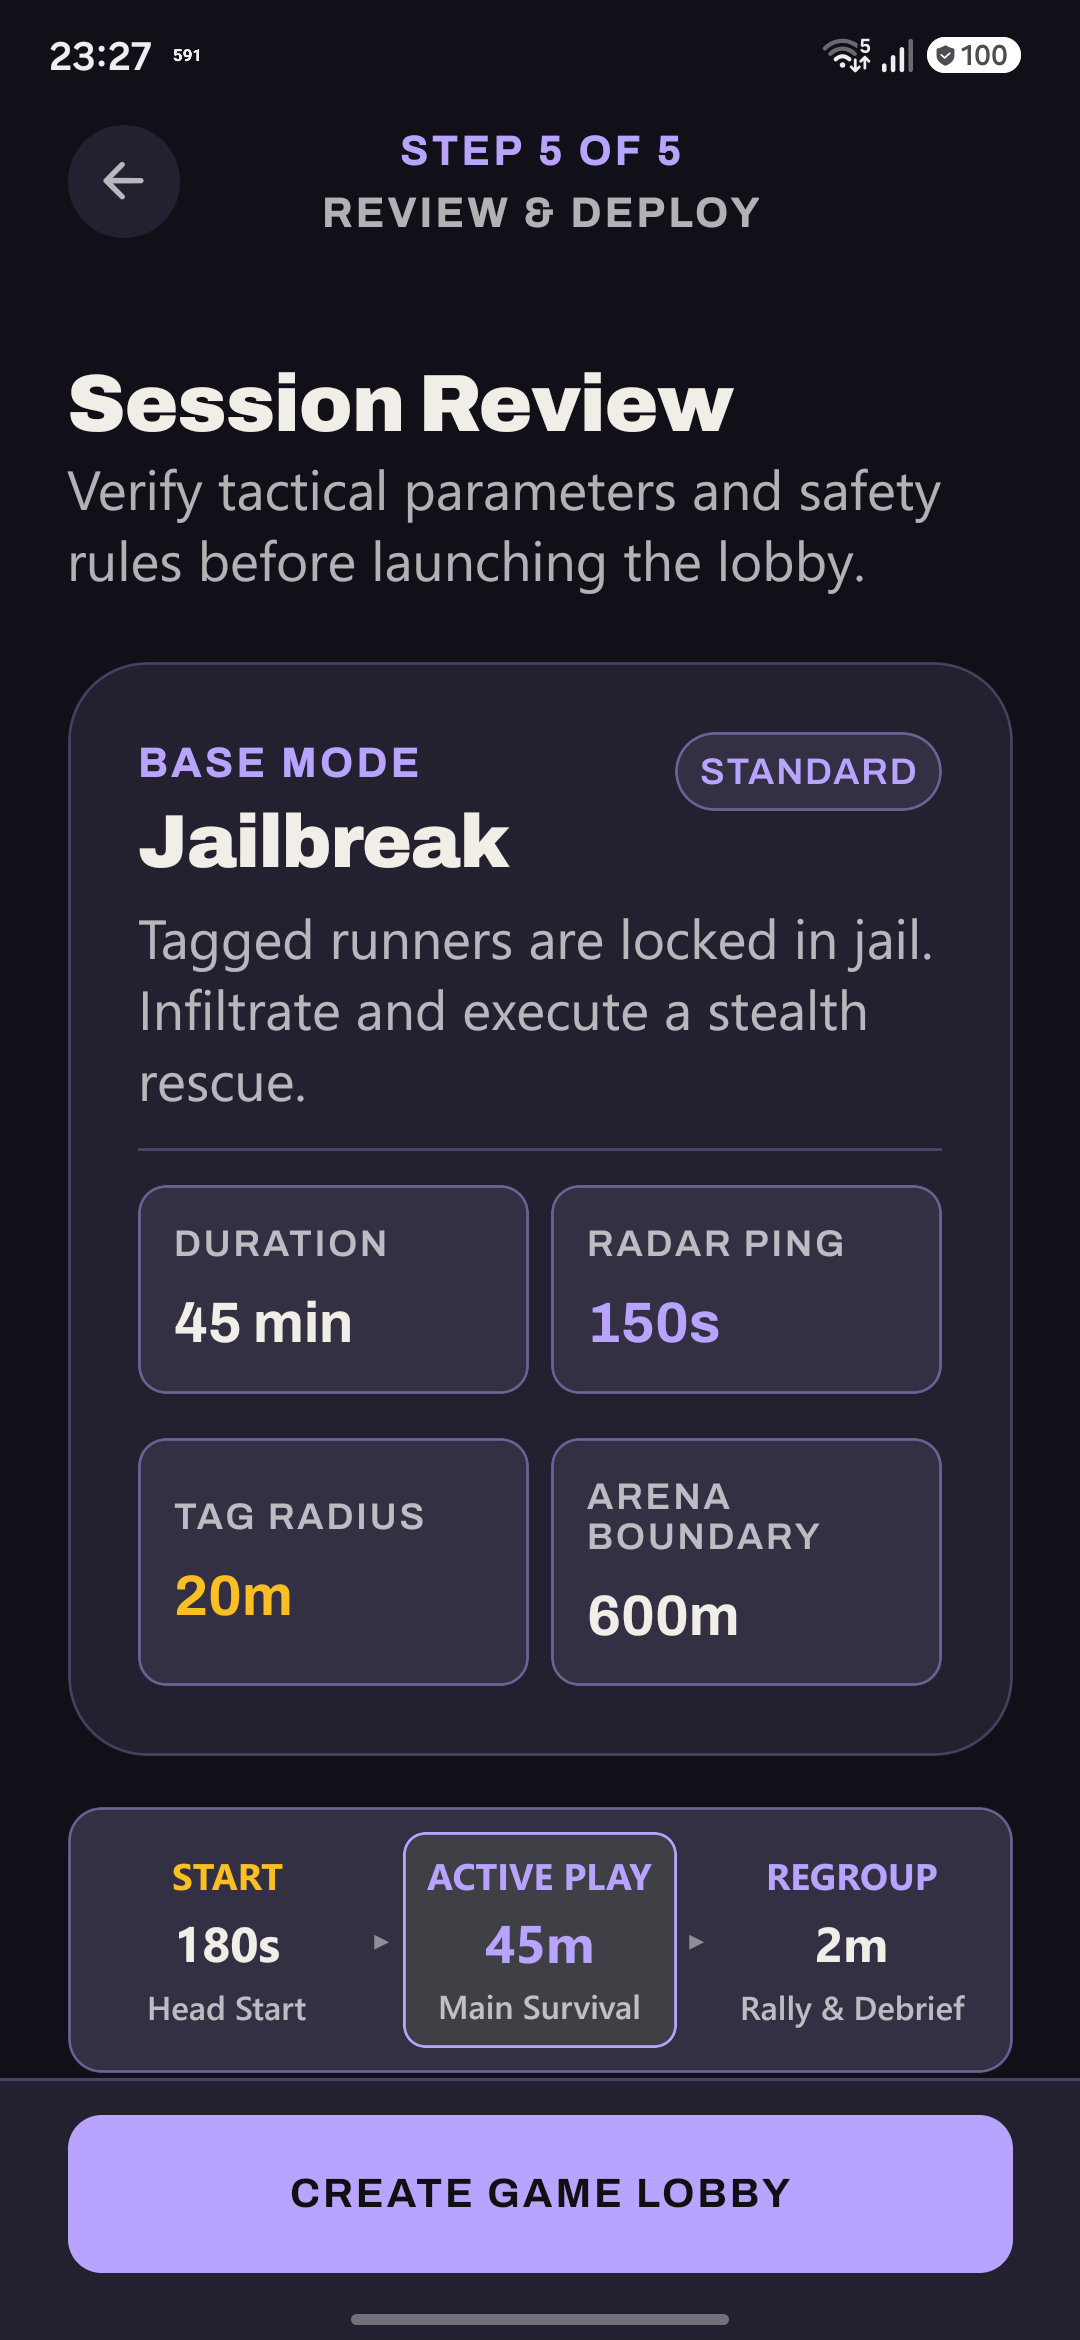 23:27 591 5 100
STEP 5 OF 5
REVIEW & DEPLOY
Session Review
Verify tactical parameters and safety
rules before launching the lobby.
BASE MODE
STANDARD
Jailbreak
Tagged runners are locked in jail.
Infiltrate and execute a stealth
rescue.
DURATION
45 min
RADAR PING
150s
TAG RADIUS
20m
ARENA
BOUNDARY
600m
START
180s
Head Start
ACTIVE PLAY
45m
Main Survival
REGROUP
2m
Rally & Debrief
CREATE GAME LOBBY